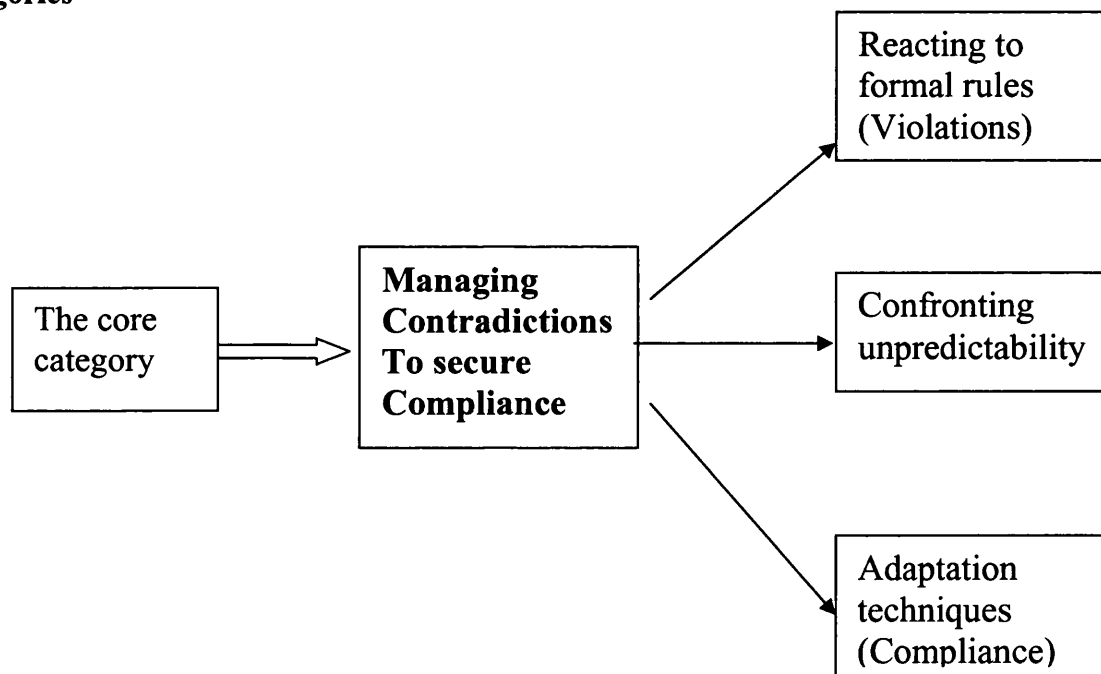 Reacting to
formal rules
(Violations)
The core
category
Managing
Contradictions
To secure
Compliance
Confronting
unpredictability
Adaptation
techniques
(Compliance)